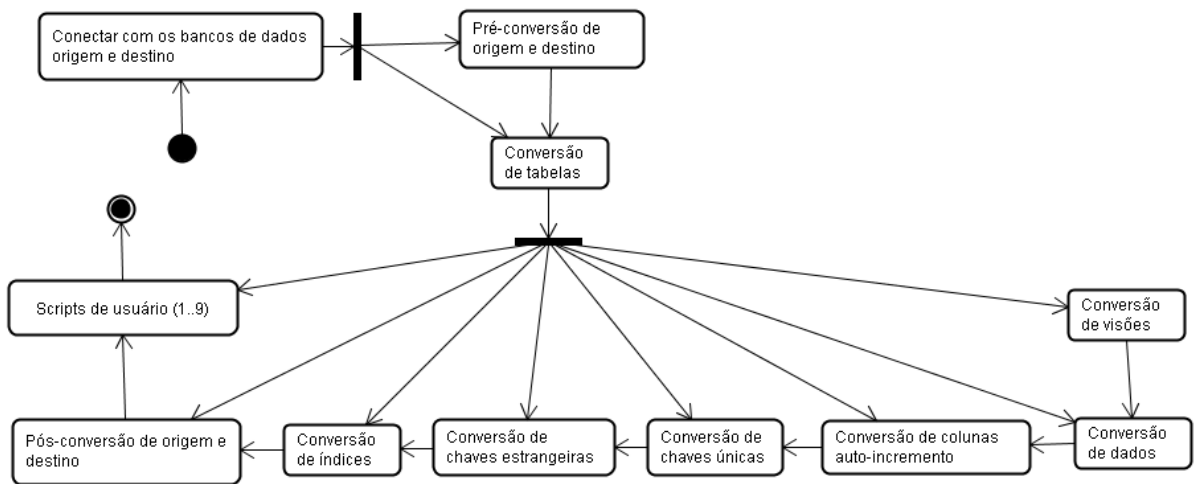 Conectar com os bancos de dados
origem e destino
Pré-conversão de
origem e destino
Conversão
de tabelas
Scripts de usuário (1..9)
Conversão
de visões
Pós-conversão de origem e
destino
Conversão
de índices
Conversão de
chaves estrangeiras
Conversão de
chaves únicas
Conversão de colunas
auto-incremento
Conversão
de dados